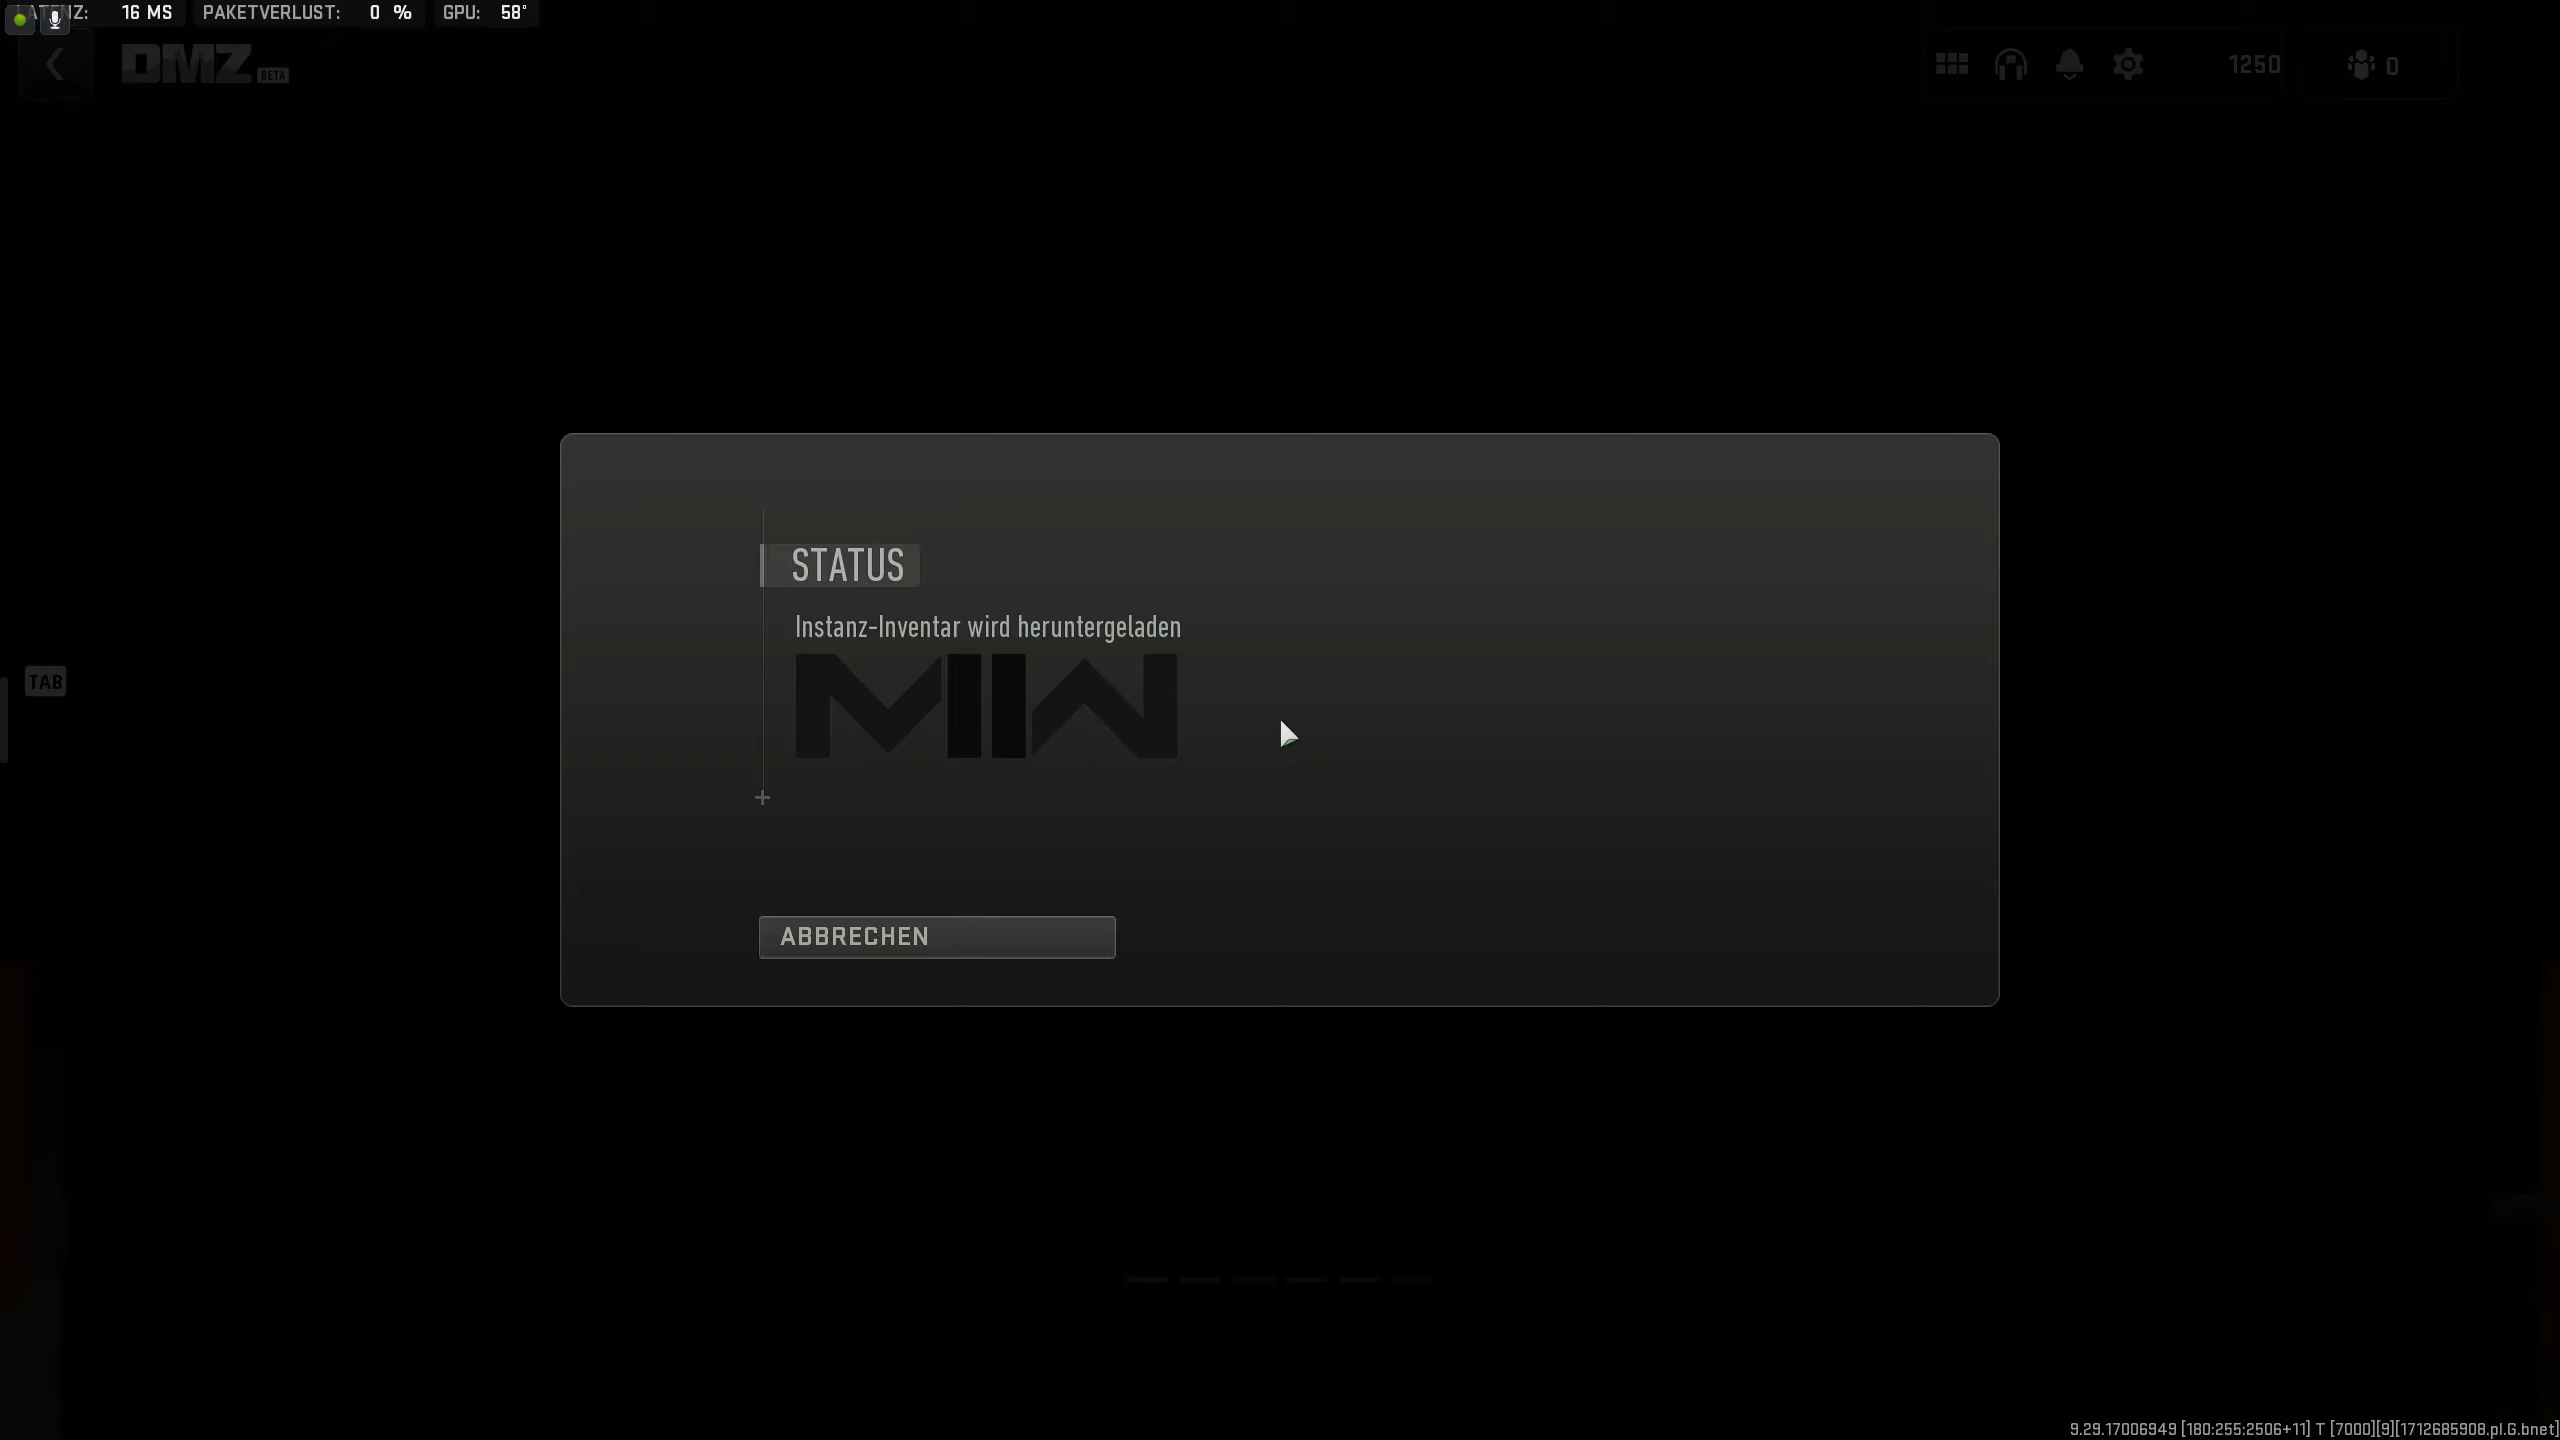 LATENZ: 16 MS PAKETVERLUST: 0 % GPU: 58°
DMZ BETA
1250
0
TAB
STATUS
Instanz-Inventar wird heruntergeladen
MIIW
ABBRECHEN
9.29.17006949 [180:255:2506+11] T [7000][9][1712685908.pl.G.bnet]